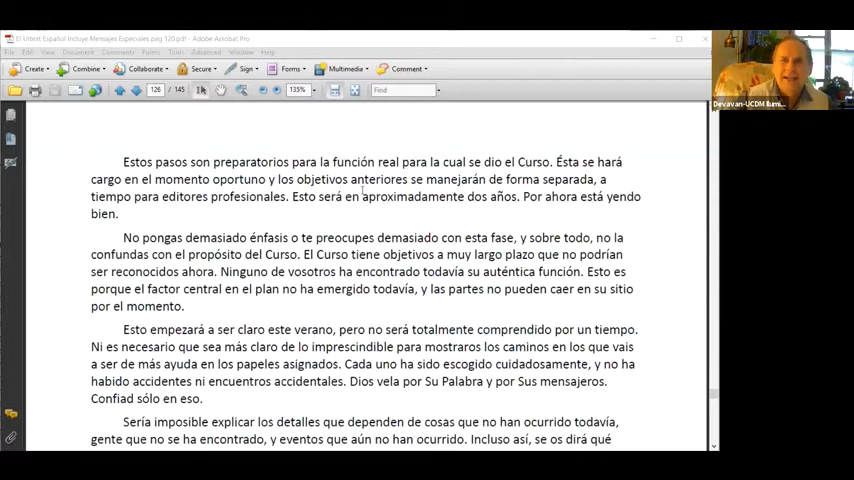 El Urtext Español Incluye Mensajes Especiales pág 120.pdf - Adobe Acrobat Pro
File Edit View Document Comments Forms Tools Advanced Window Help
Create Combine Collaborate Secure Sign Forms Multimedia Comment
126 / 145 135% Find
Devavan-UCDM Ilumi...
Estos pasos son preparatorios para la función real para la cual se dio el Curso. Ésta se hará
cargo en el momento oportuno y los objetivos anteriores se manejarán de forma separada, a
tiempo para editores profesionales. Esto será en aproximadamente dos años. Por ahora está yendo
bien.
No pongas demasiado énfasis o te preocupes demasiado con esta fase, y sobre todo, no la
confundas con el propósito del Curso. El Curso tiene objetivos a muy largo plazo que no podrían
ser reconocidos ahora. Ninguno de vosotros ha encontrado todavía su auténtica función. Esto es
porque el factor central en el plan no ha emergido todavía, y las partes no pueden caer en su sitio
por el momento.
Esto empezará a ser claro este verano, pero no será totalmente comprendido por un tiempo.
Ni es necesario que sea más claro de lo imprescindible para mostraros los caminos en los que vais
a ser de más ayuda en los papeles asignados. Cada uno ha sido escogido cuidadosamente, y no ha
habido accidentes ni encuentros accidentales. Dios vela por Su Palabra y por Sus mensajeros.
Confiad sólo en eso.
Sería imposible explicar los detalles que dependen de cosas que no han ocurrido todavía,
gente que no se ha encontrado, y eventos que aún no han ocurrido. Incluso así, se os dirá qué